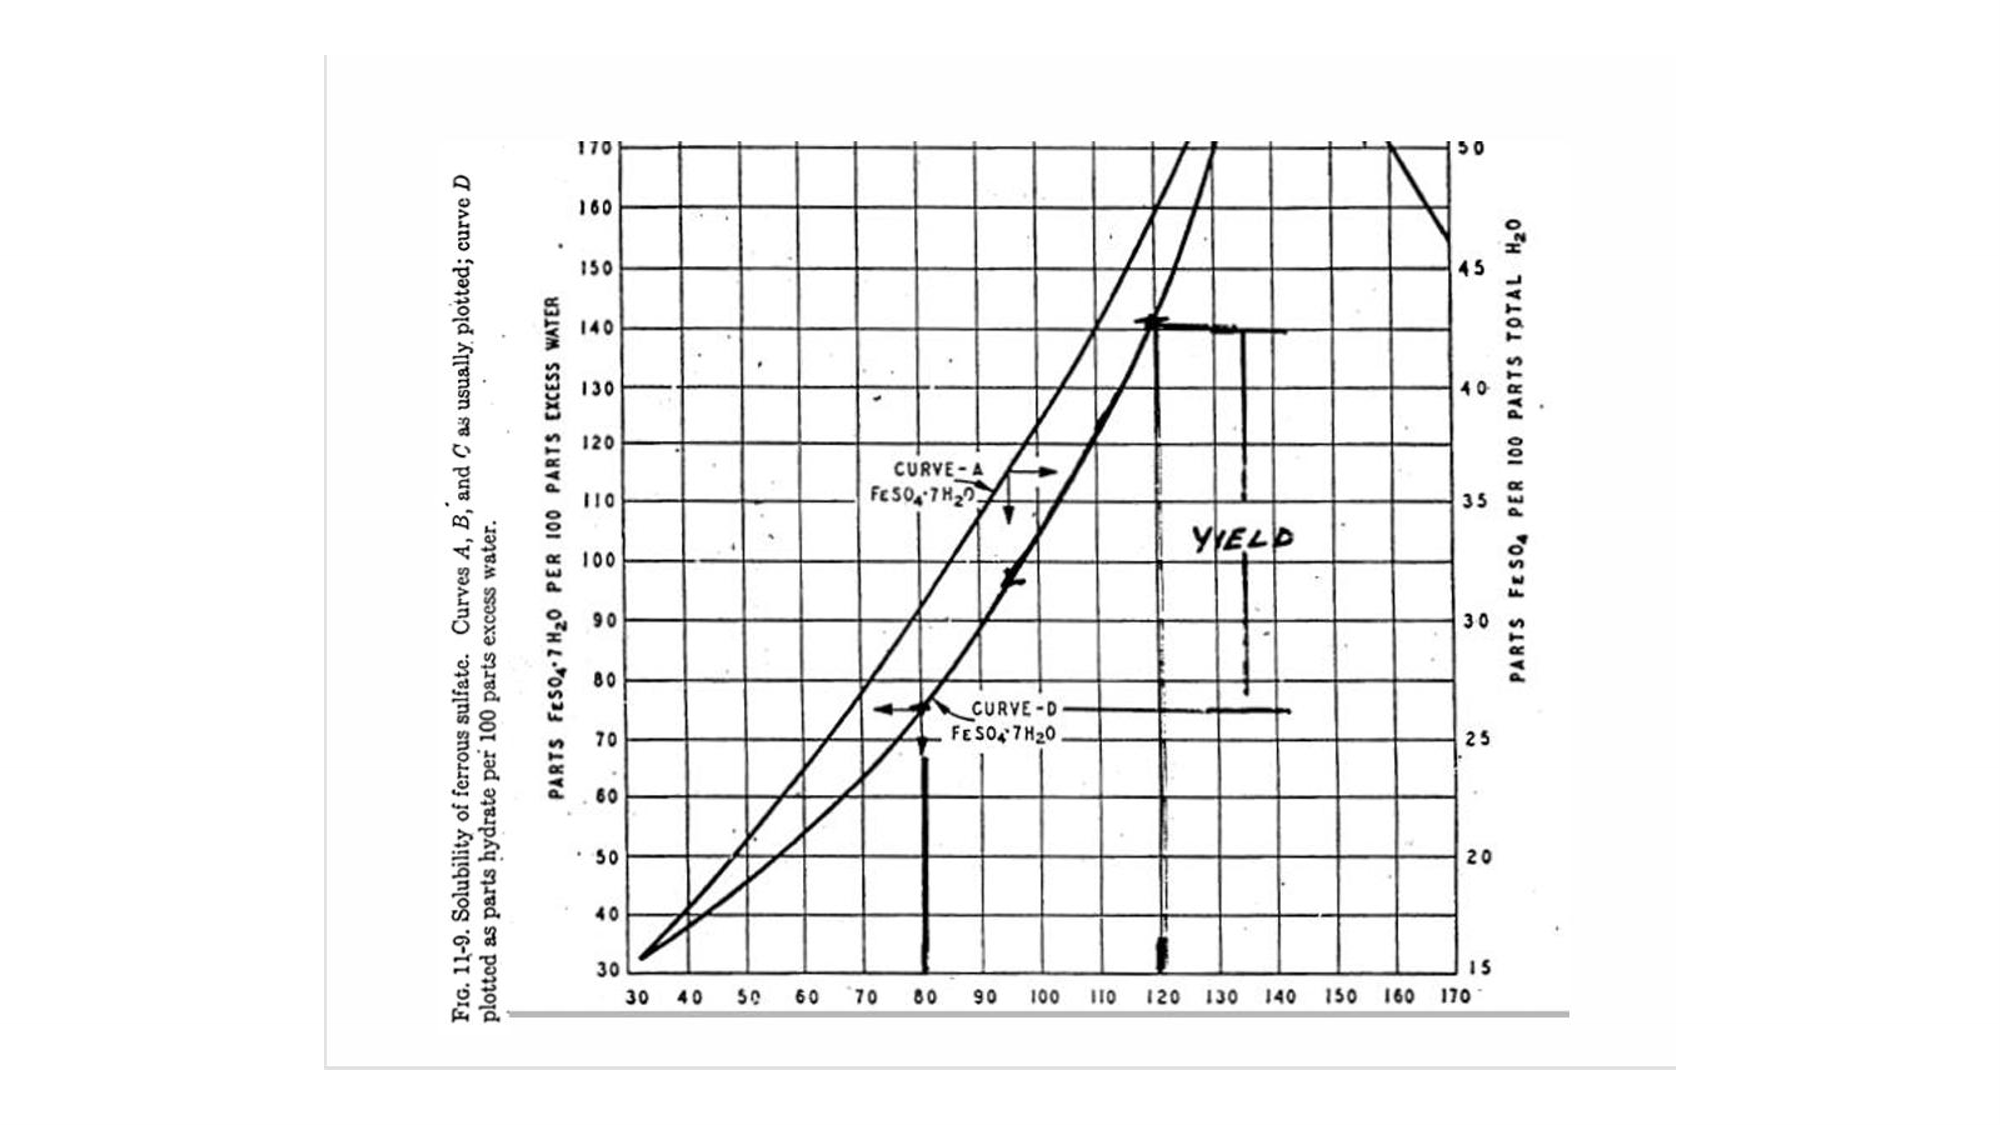 FIG. 11-9. Solubility of ferrous sulfate. Curves A, B, and C as usually plotted; curve D
plotted as parts hydrate per 100 parts excess water.
PARTS FESO4·7H2O PER 100 PARTS EXCESS WATER
170
160
150
140
130
120
110
100
90
80
70
60
50
40
30
CURVE-A
FESO4·7H2O
YIELD
CURVE-D
FESO4·7H2O
50
45
40
35
30
25
20
15
PARTS FESO4 PER 100 PARTS TOTAL H2O
30 40 50 60 70 80 90 100 110 120 130 140 150 160 170